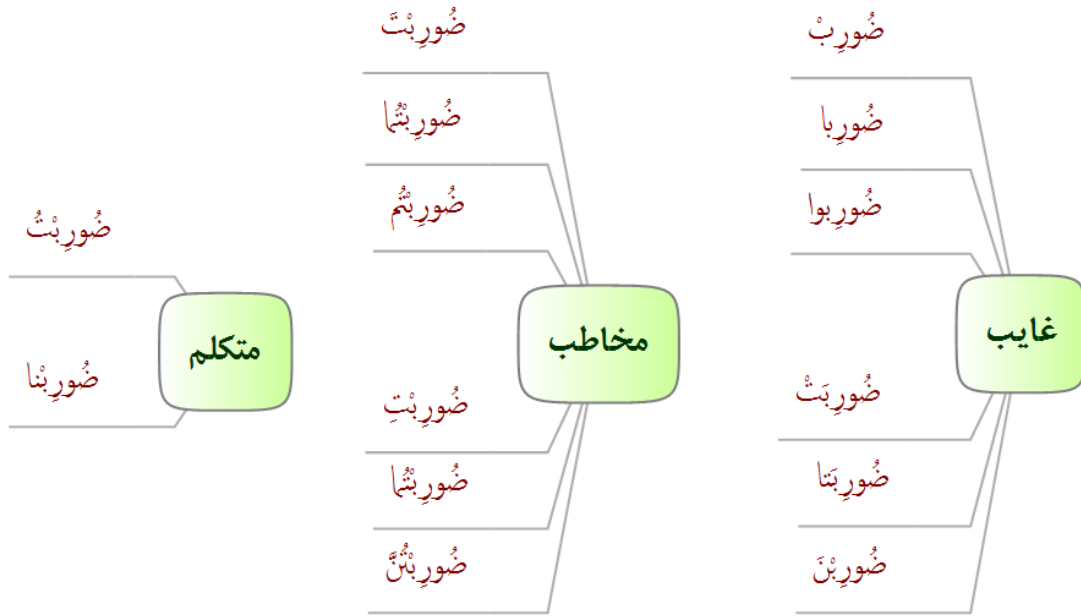 ضُورِبْ
ضُورِبا
ضُورِبوا
غایب
ضُورِبَتْ
ضُورِبَتا
ضُورِبْنَ
ضُورِبْتَ
ضُورِبْتُما
ضُورِبْتُم
مخاطب
ضُورِبْتِ
ضُورِبْتُما
ضُورِبْتُنَّ
ضُورِبْتُ
متکلم
ضُورِبْنا